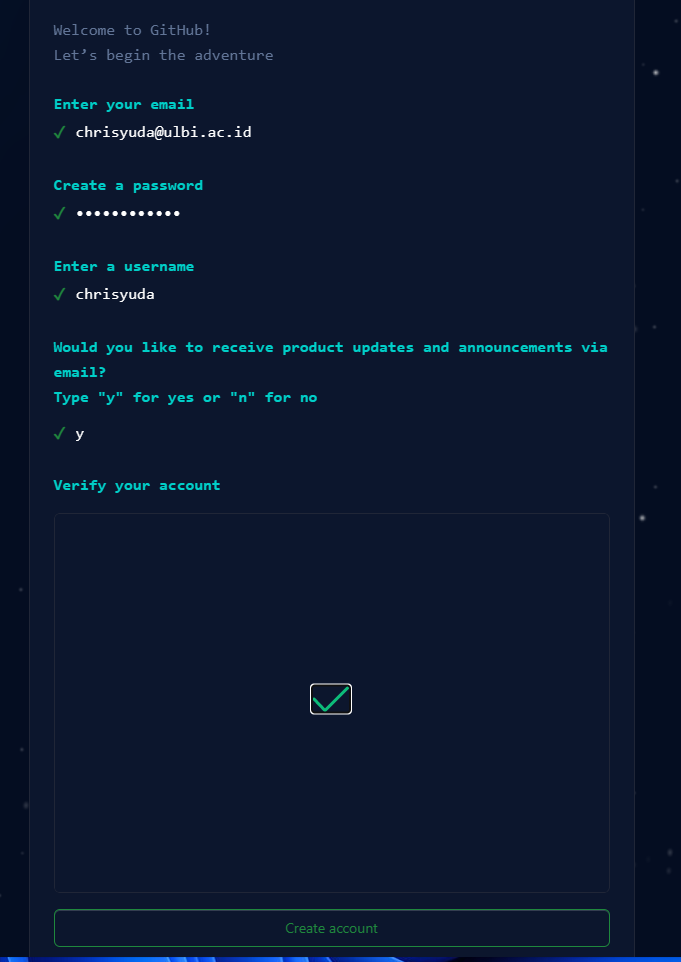 Welcome to GitHub!
Let’s begin the adventure
Enter your email
✓ chrisyuda@ulbi.ac.id
Create a password
✓ ••••••••••••
Enter a username
✓ chrisyuda
Would you like to receive product updates and announcements via
email?
Type "y" for yes or "n" for no
✓ y
Verify your account
Create account